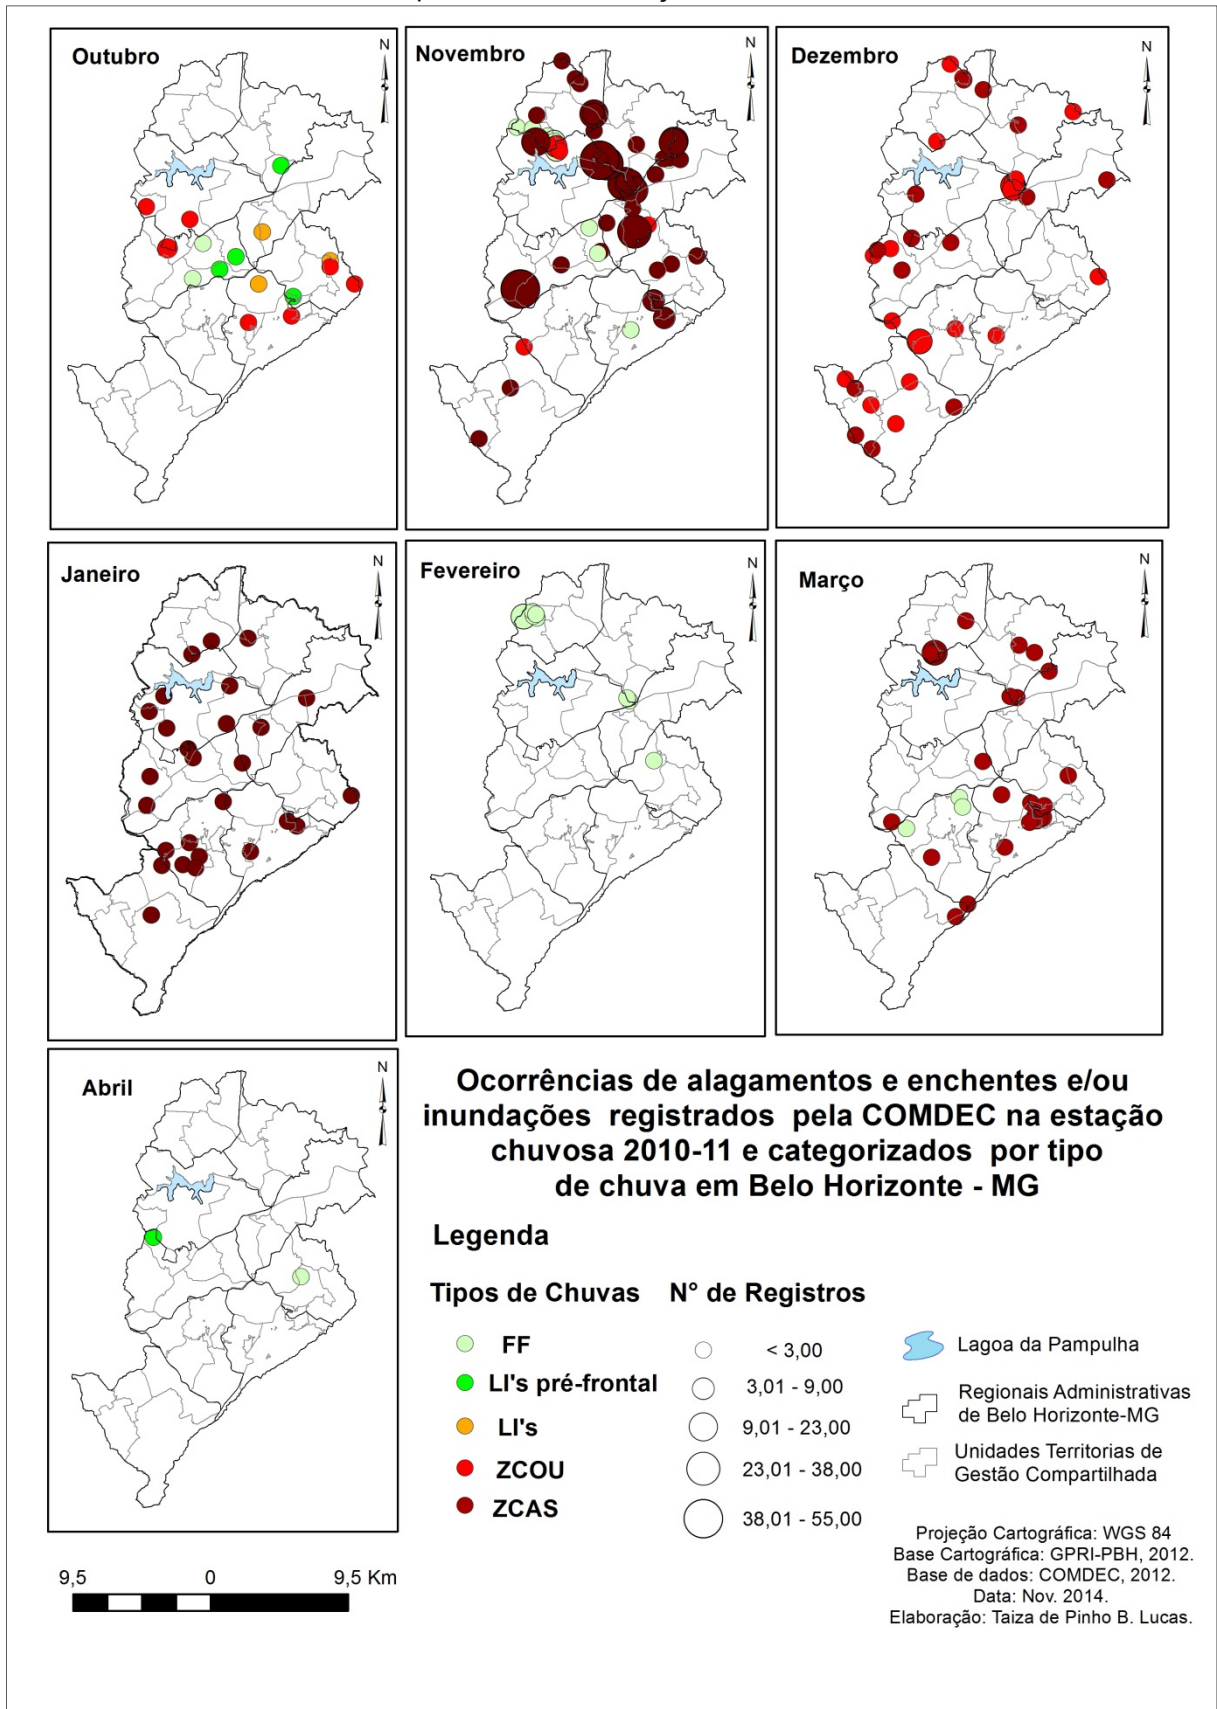 Outubro
N
Novembro
N
Dezembro
N
Janeiro
N
Fevereiro
N
Março
N
Abril
N
Ocorrências de alagamentos e enchentes e/ou
inundações registrados pela COMDEC na estação
chuvosa 2010-11 e categorizados por tipo
de chuva em Belo Horizonte - MG
Legenda
Tipos de Chuvas
FF
LI's pré-frontal
LI's
ZCOU
ZCAS
N° de Registros
< 3,00
3,01 - 9,00
9,01 - 23,00
23,01 - 38,00
38,01 - 55,00
Lagoa da Pampulha
Regionais Administrativas
de Belo Horizonte-MG
Unidades Territorias de
Gestão Compartilhada
9,5 0 9,5 Km
Projeção Cartográfica: WGS 84
Base Cartográfica: GPRI-PBH, 2012.
Base de dados: COMDEC, 2012.
Data: Nov. 2014.
Elaboração: Taiza de Pinho B. Lucas.